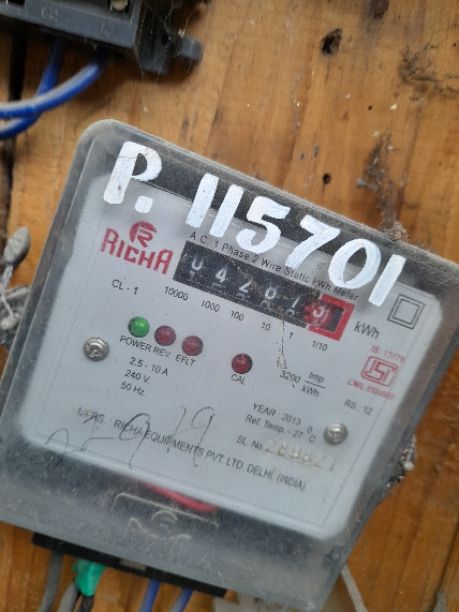 P. 115701
RICHA
A.C. 1 Phase 2 Wire Static kWh Meter
kWh
CL - 1
10000 1000 100 10 1 1/10
POWER REV. EFLT
CAL
3200 imp/kWh
2.5 - 10 A
240 V.
50 Hz.
RS : 12
YEAR : 2013
Ref. Temp. - 27 °C
SL. No.
MFRS. : RICHA EQUIPMENTS PVT. LTD. DELHI, (INDIA)